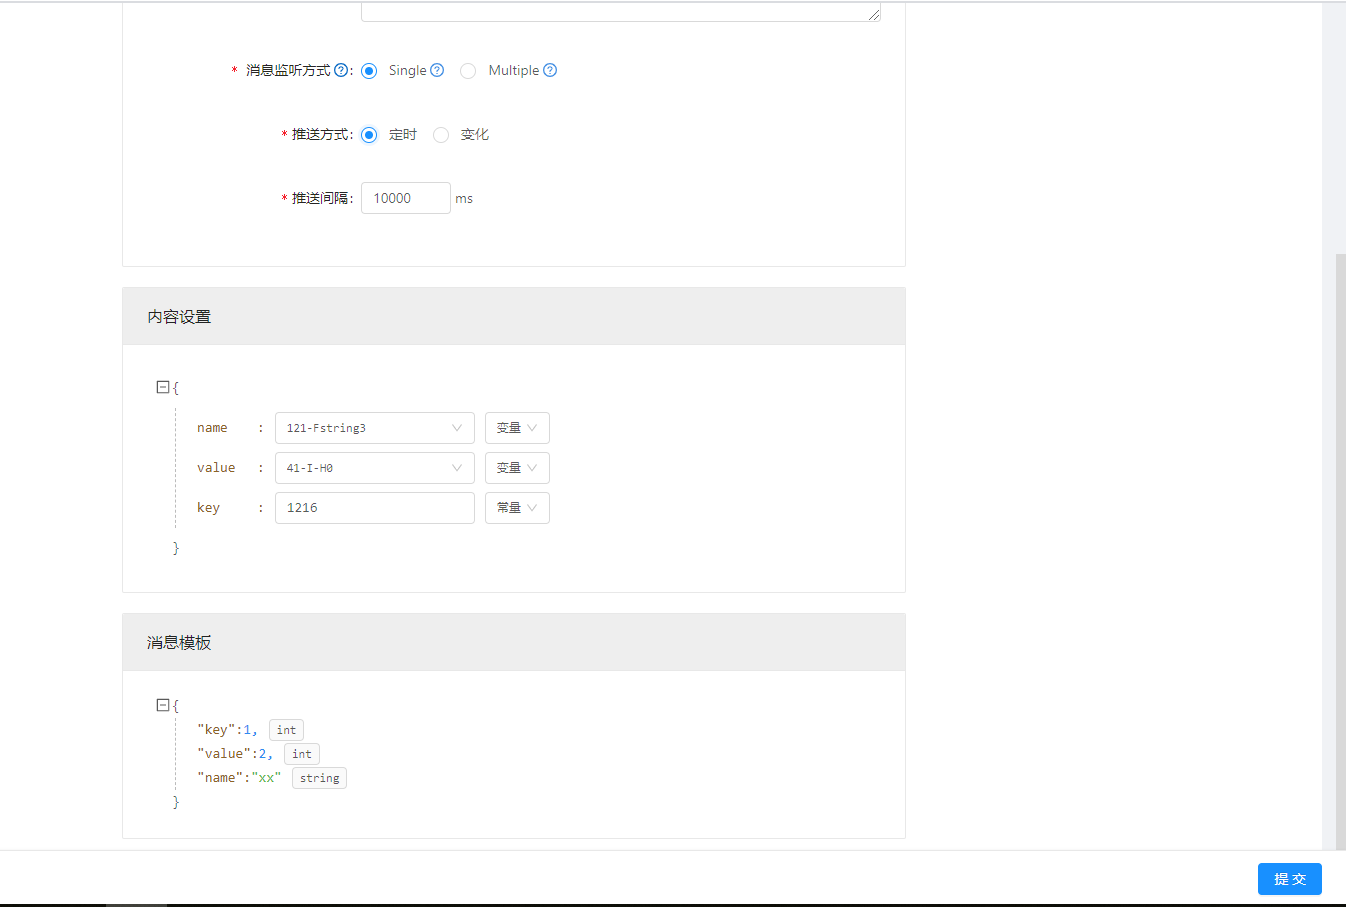 * 消息监听方式?: Single ? Multiple ?
* 推送方式: 定时 变化
* 推送间隔: 10000 ms
内容设置
{
name : 121-Fstring3 变量
value : 41-I-H0 变量
key : 1216 常量
}
消息模板
{
"key":1, int
"value":2, int
"name":"xx" string
}
提 交